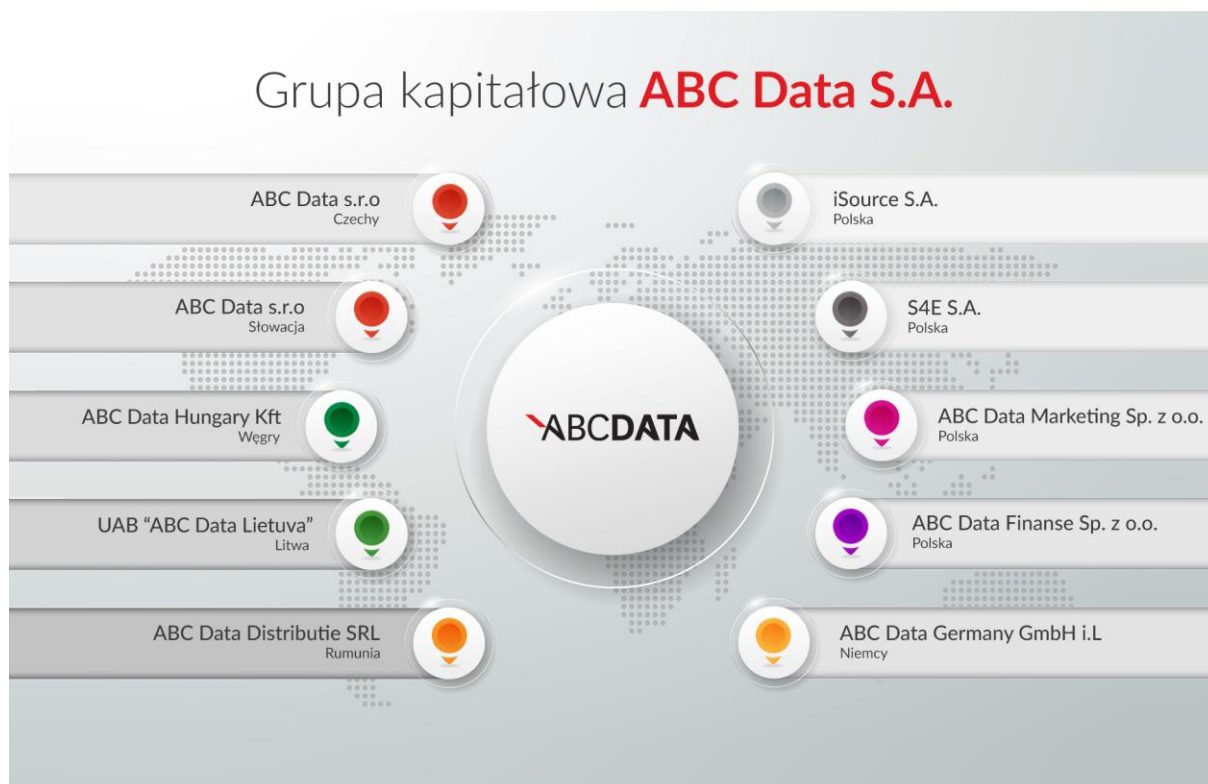 Grupa kapitałowa ABC Data S.A.
ABC Data s.r.o
Czechy
ABC Data s.r.o
Słowacja
ABC Data Hungary Kft
Węgry
UAB “ABC Data Lietuva”
Litwa
ABC Data Distributie SRL
Rumunia
ABCDATA
iSource S.A.
Polska
S4E S.A.
Polska
ABC Data Marketing Sp. z o.o.
Polska
ABC Data Finanse Sp. z o.o.
Polska
ABC Data Germany GmbH i.L
Niemcy